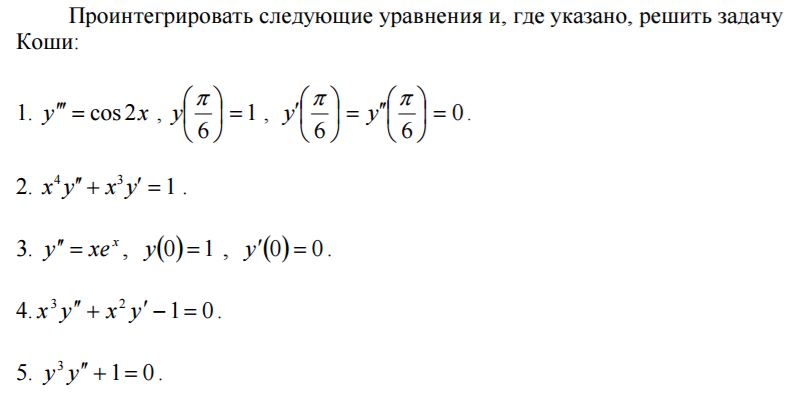 Проинтегрировать следующие уравнения и, где указано, решить задачу
Коши:
1. y''' = cos 2x , y(π/6) = 1 , y'(π/6) = y''(π/6) = 0 .
2. x⁴y'' + x³y' = 1 .
3. y'' = xeˣ, y(0) = 1 , y'(0) = 0 .
4. x³y'' + x²y' − 1 = 0 .
5. y³y'' + 1 = 0 .